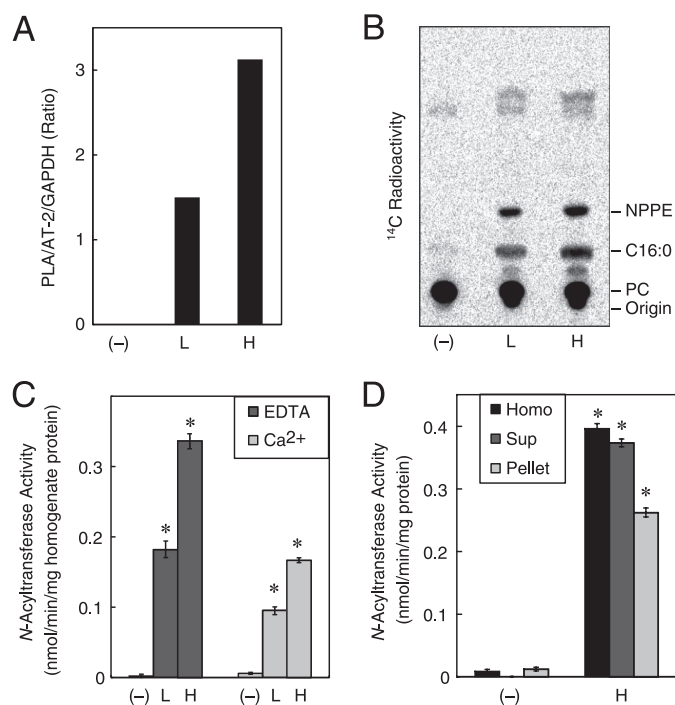 A
PLA/AT-2/GAPDH (Ratio)
3
2
1
0
(–) L H
B
14C Radioactivity
NPPE
C16:0
PC
Origin
(–) L H
C
N-Acyltransferase Activity
(nmol/min/mg homogenate protein)
0.3
0.2
0.1
0
EDTA
Ca2+
* * * *
(–) L H (–) L H
D
N-Acyltransferase Activity
(nmol/min/mg protein)
0.4
0.3
0.2
0.1
0
Homo
Sup
Pellet
* * *
(–) H